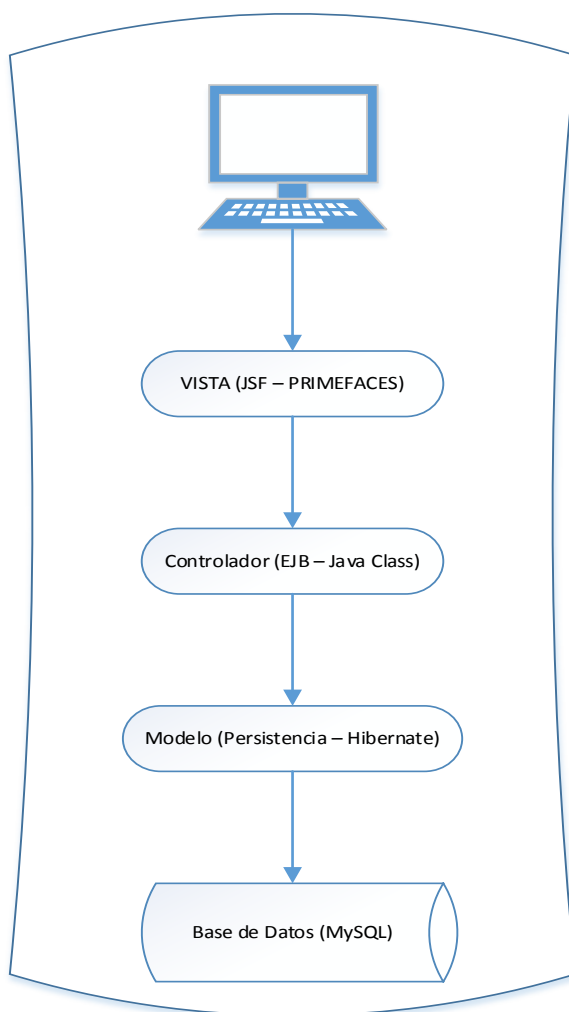 VISTA (JSF – PRIMEFACES)
Controlador (EJB – Java Class)
Modelo (Persistencia – Hibernate)
Base de Datos (MySQL)